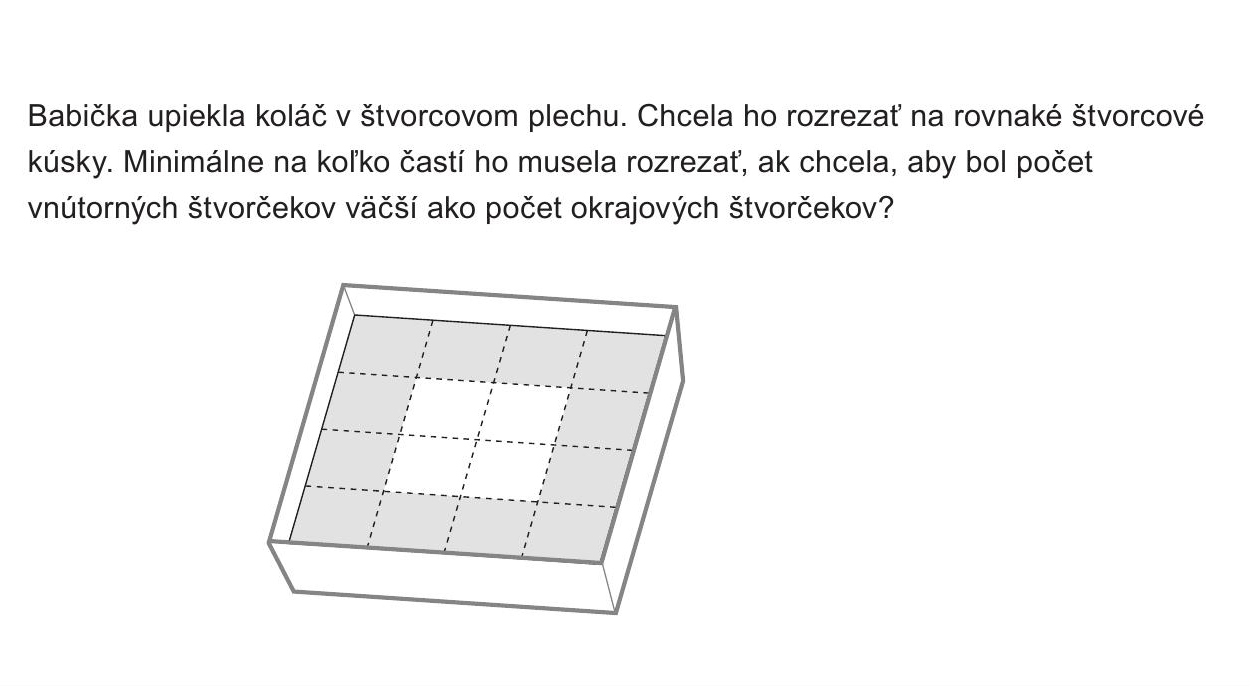 Babička upiekla koláč v štvorcovom plechu. Chcela ho rozrezať na rovnaké štvorcové
kúsky. Minimálne na koľko častí ho musela rozrezať, ak chcela, aby bol počet
vnútorných štvorčekov väčší ako počet okrajových štvorčekov?